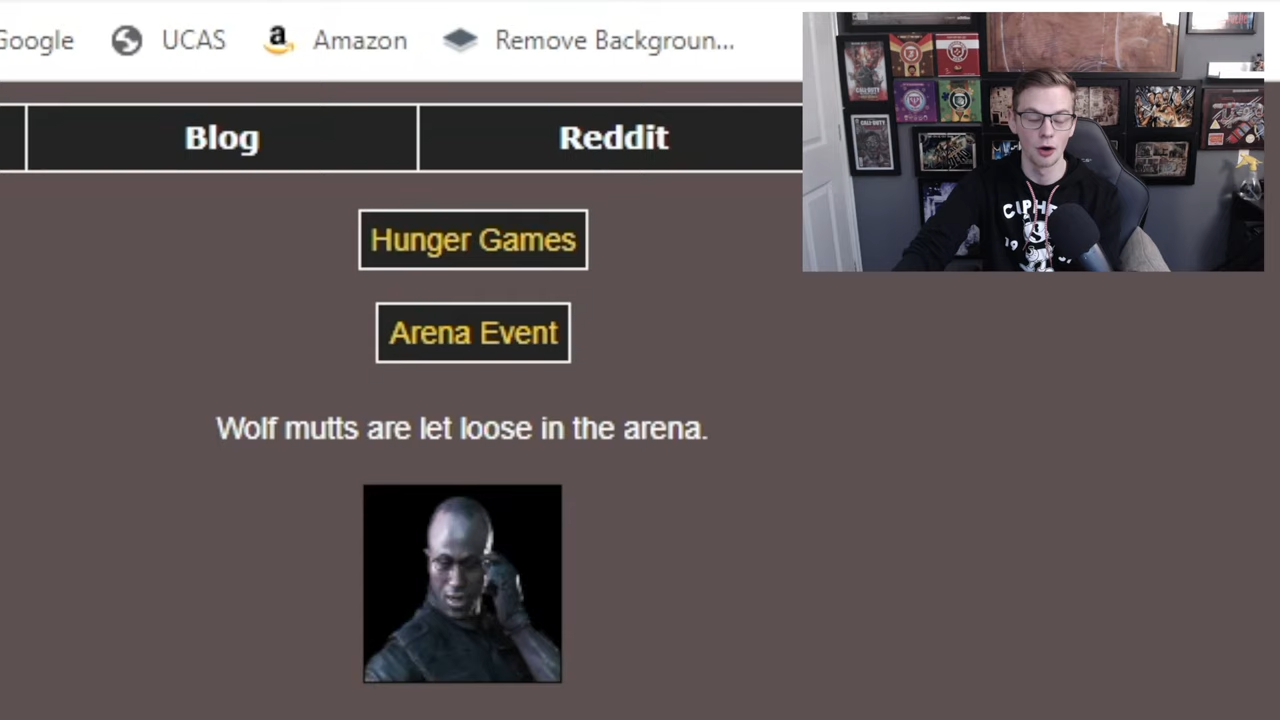 Google UCAS Amazon Remove Backgroun...
Blog Reddit
Hunger Games
Arena Event
Wolf mutts are let loose in the arena.